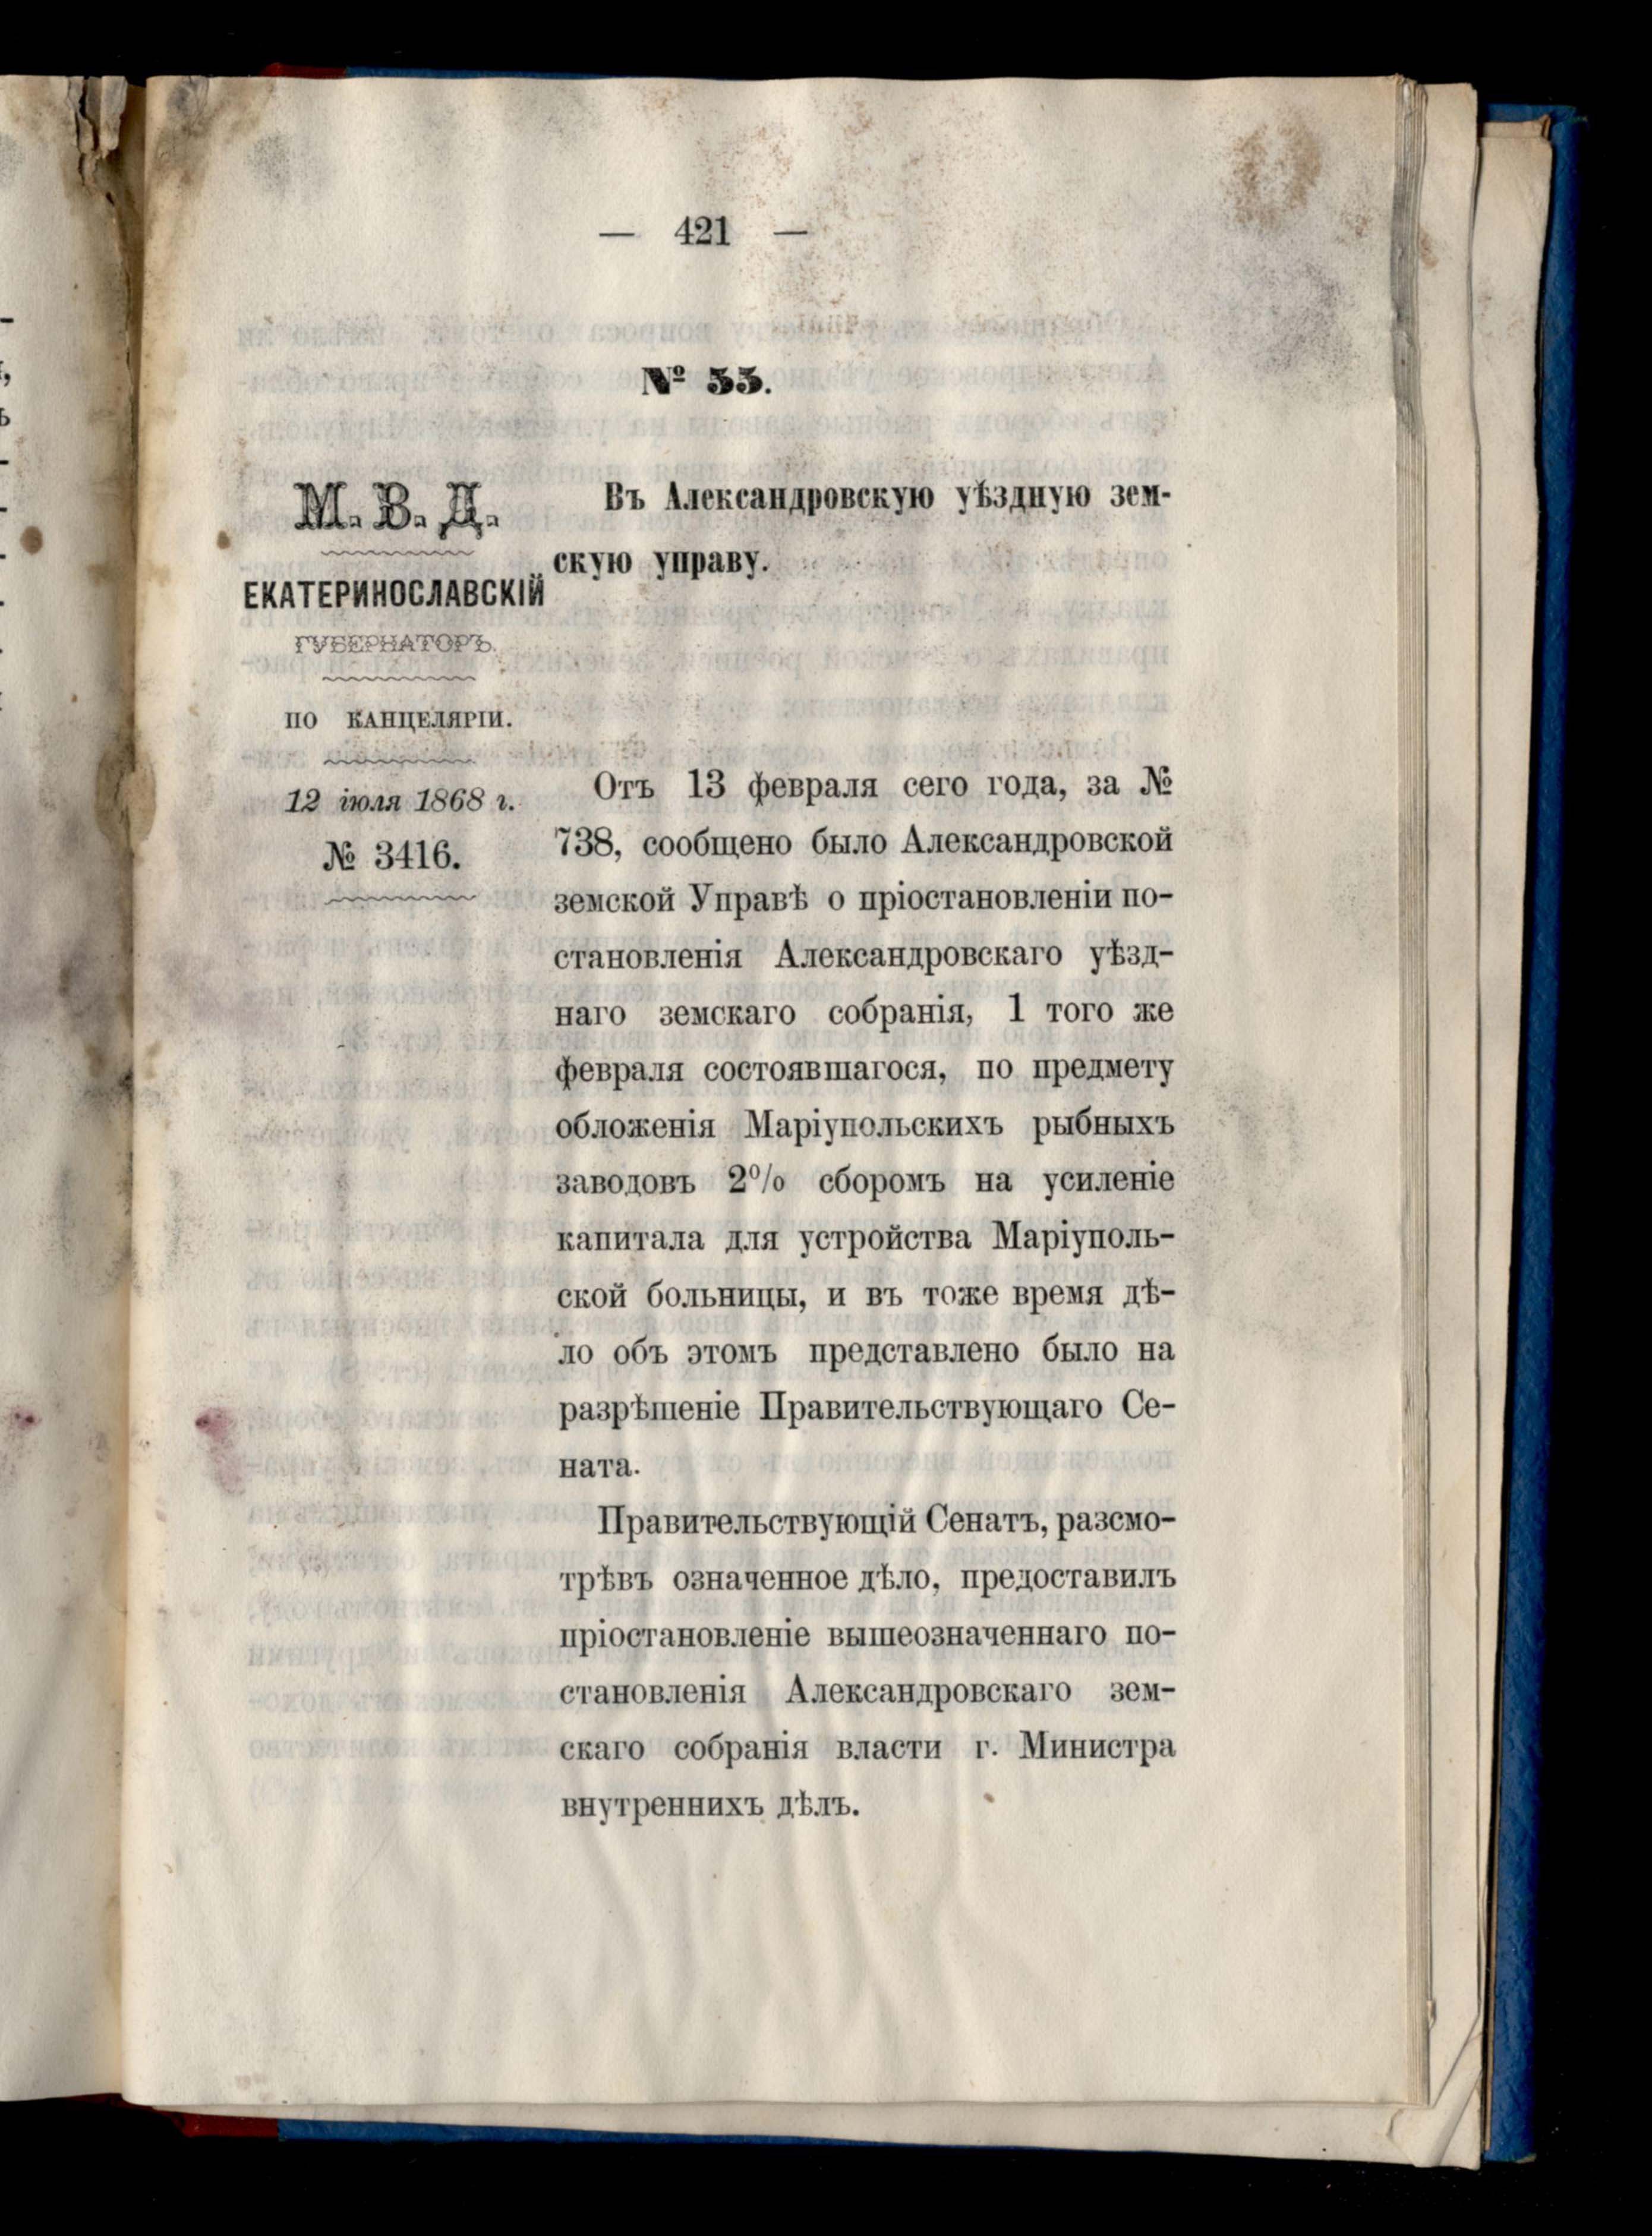 — 421 —
№ 33.
М. В. Д.
ЕКАТЕРИНОСЛАВСКІЙ
ГУБЕРНАТОРЪ.
ПО КАНЦЕЛЯРІИ.
12 іюля 1868 г.
№ 3416.
Въ Александровскую уѣздную зем-
скую управу.
Отъ 13 февраля сего года, за №
738, сообщено было Александровской
земской Управѣ о пріостановленіи по-
становленія Александровскаго уѣзд-
наго земскаго собранія, 1 того же
февраля состоявшагося, по предмету
обложенія Маріупольскихъ рыбныхъ
заводовъ 2% сборомъ на усиленіе
капитала для устройства Маріуполь-
ской больницы, и въ тоже время дѣ-
ло объ этомъ представлено было на
разрѣшеніе Правительствующаго Се-
ната.
Правительствующій Сенатъ, разсмо-
трѣвъ означенное дѣло, предоставилъ
пріостановленіе вышеозначеннаго по-
становленія Александровскаго зем-
скаго собранія власти г. Министра
внутреннихъ дѣлъ.